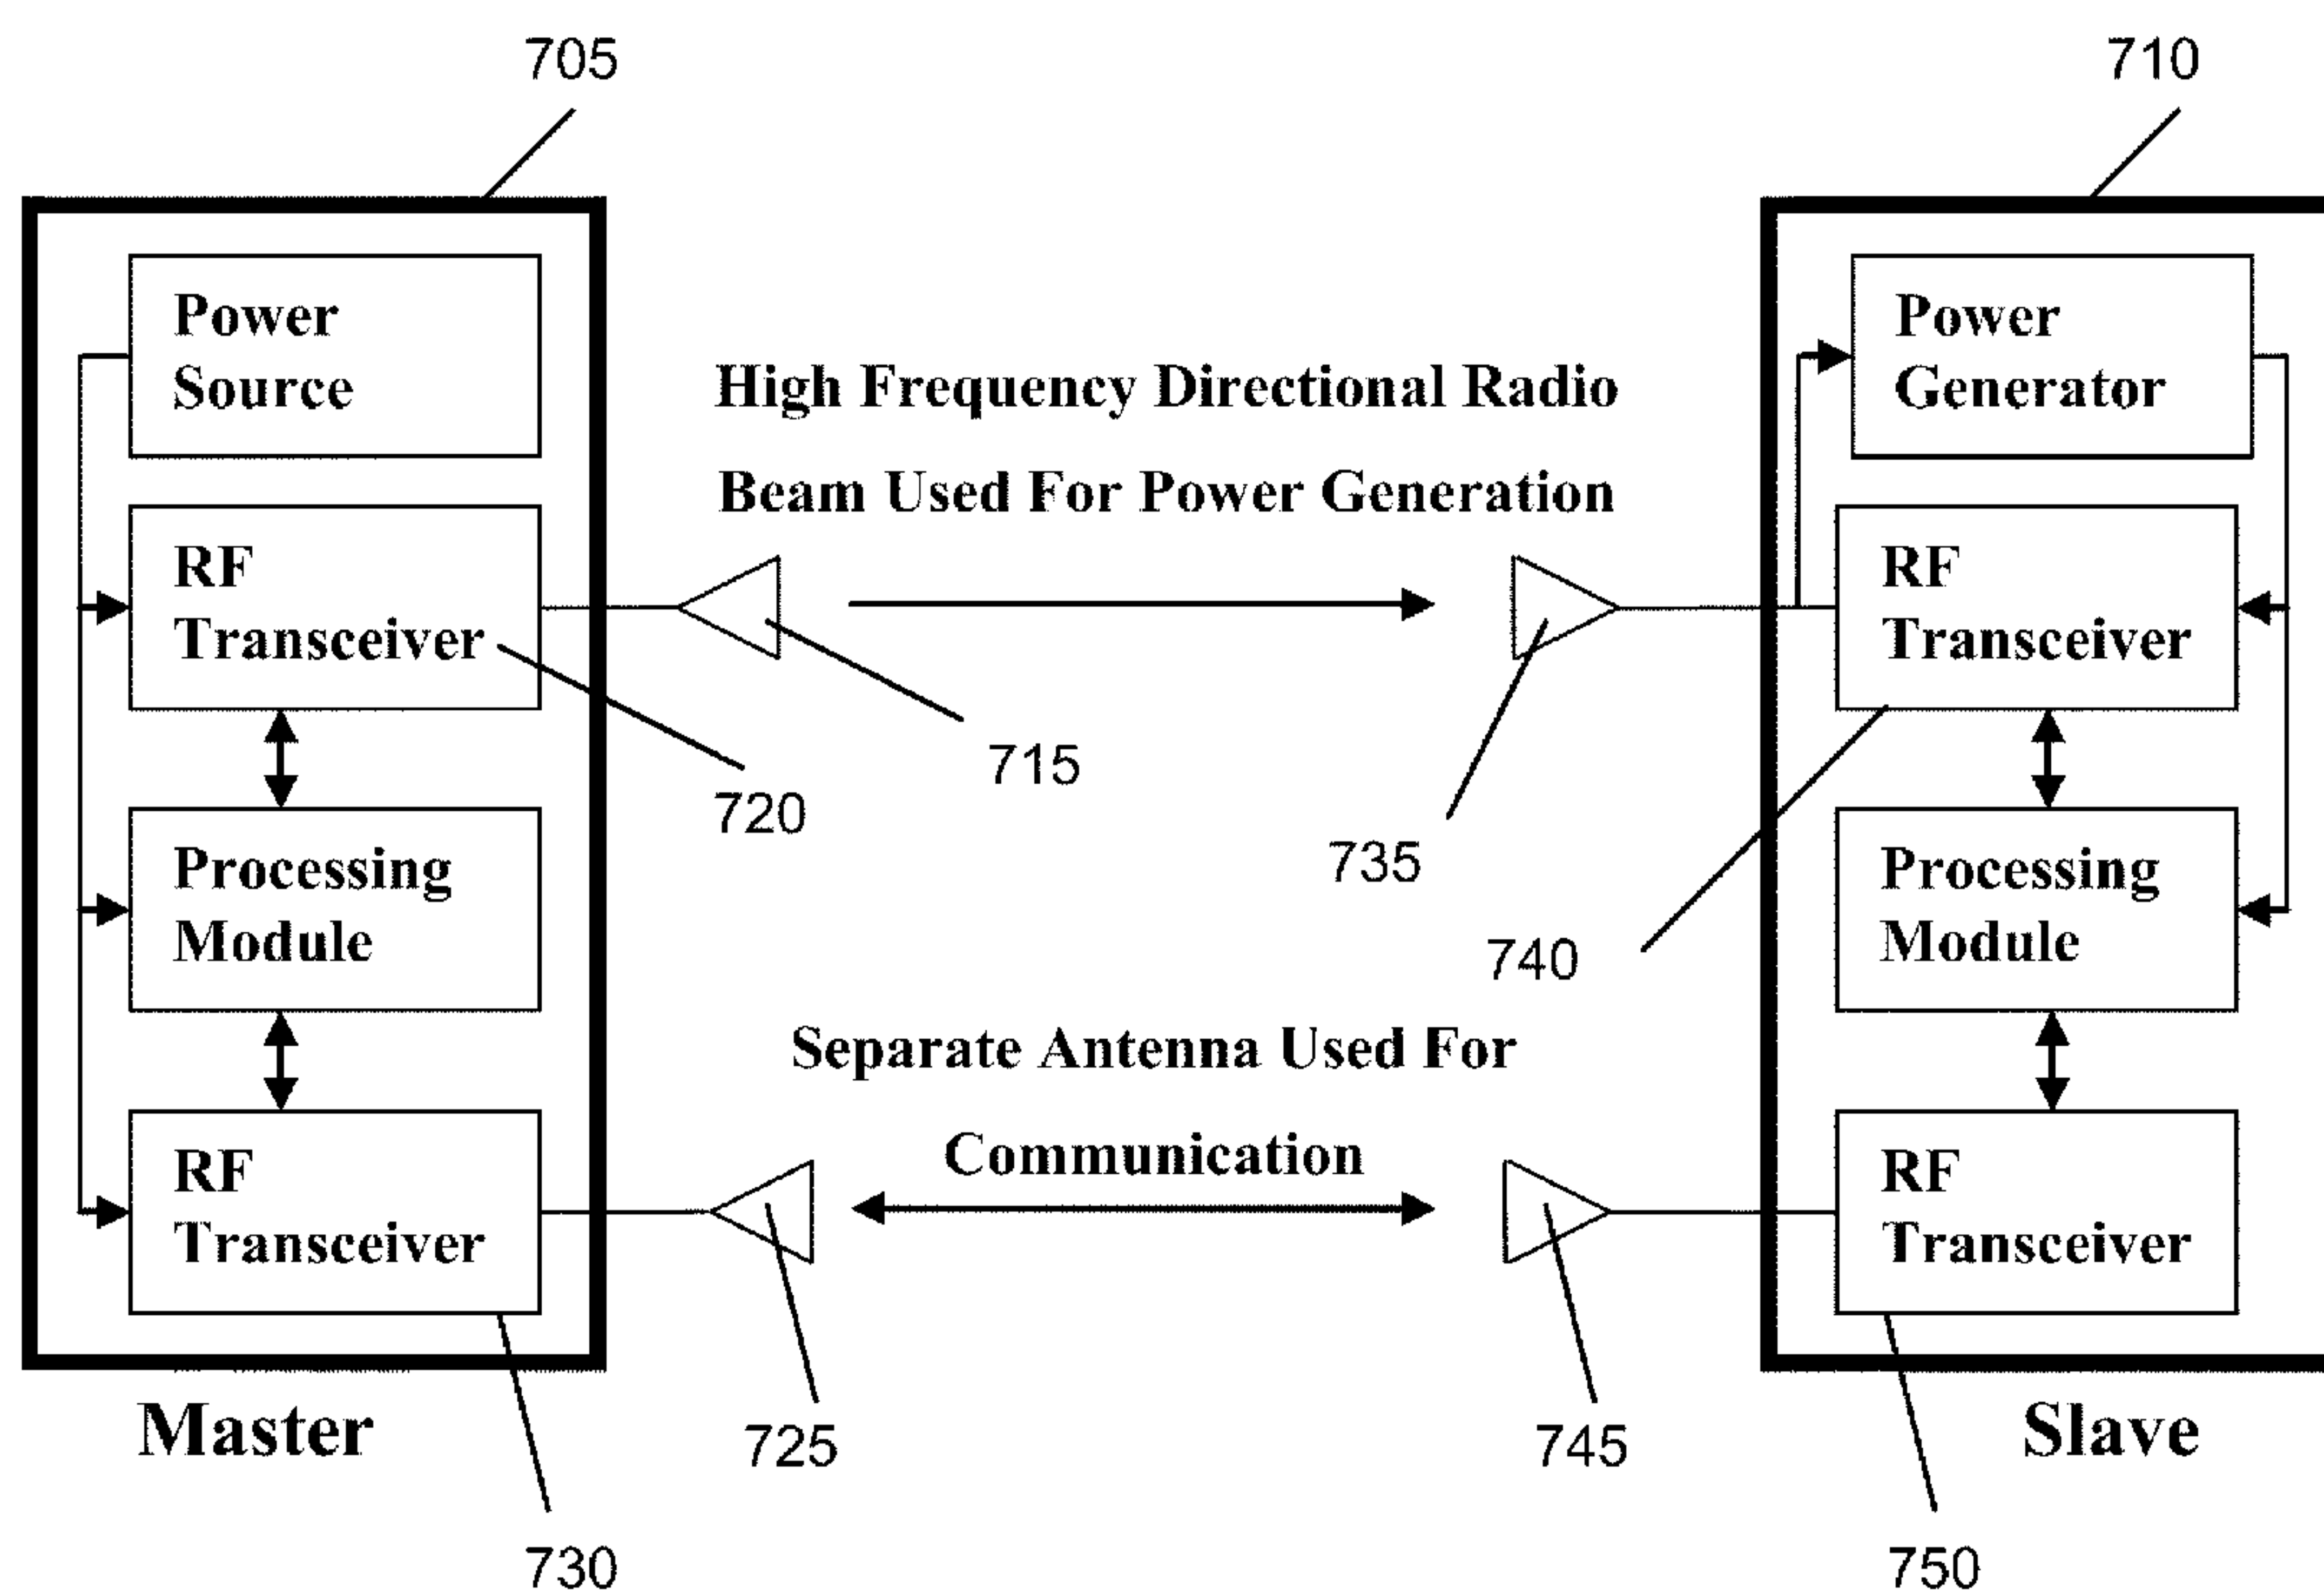 705
710
Power
Source
Power
Generator
High Frequency Directional Radio
Beam Used For Power Generation
RF
Transceiver
RF
Transceiver
715
720
735
Processing
Module
Processing
Module
740
Separate Antenna Used For
Communication
RF
Transceiver
RF
Transceiver
Master
725
745
Slave
730
750